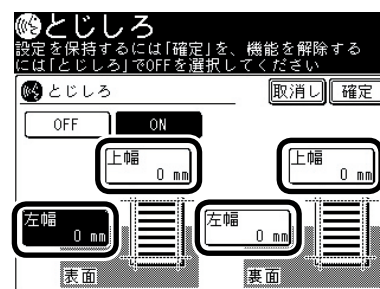 とじしろ
設定を保持するには「確定」を、機能を解除する
には「とじしろ」でOFFを選択してください
とじしろ
取消し
確定
OFF
ON
上幅
0 mm
上幅
0 mm
左幅
0 mm
左幅
0 mm
表面
裏面